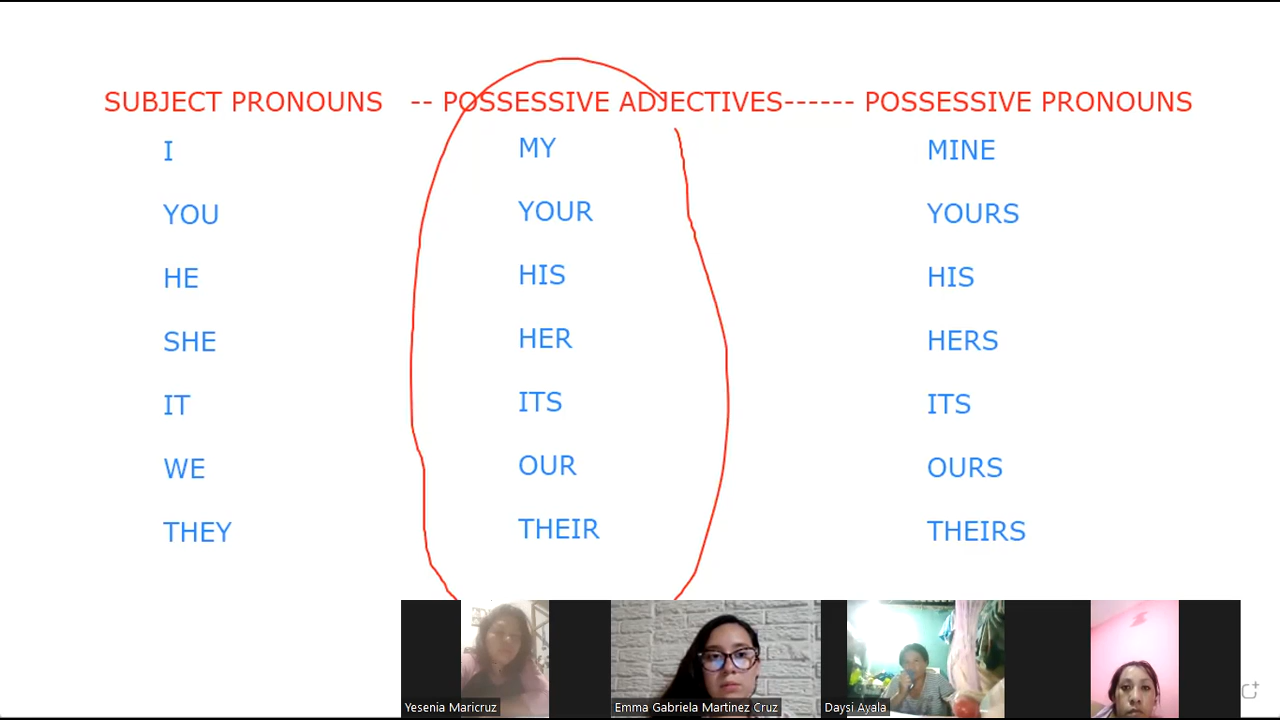 SUBJECT PRONOUNS -- POSSESSIVE ADJECTIVES------ POSSESSIVE PRONOUNS
I MY MINE
YOU YOUR YOURS
HE HIS HIS
SHE HER HERS
IT ITS ITS
WE OUR OURS
THEY THEIR THEIRS
Yesenia Maricruz Emma Gabriela Martinez Cruz Daysi Ayala